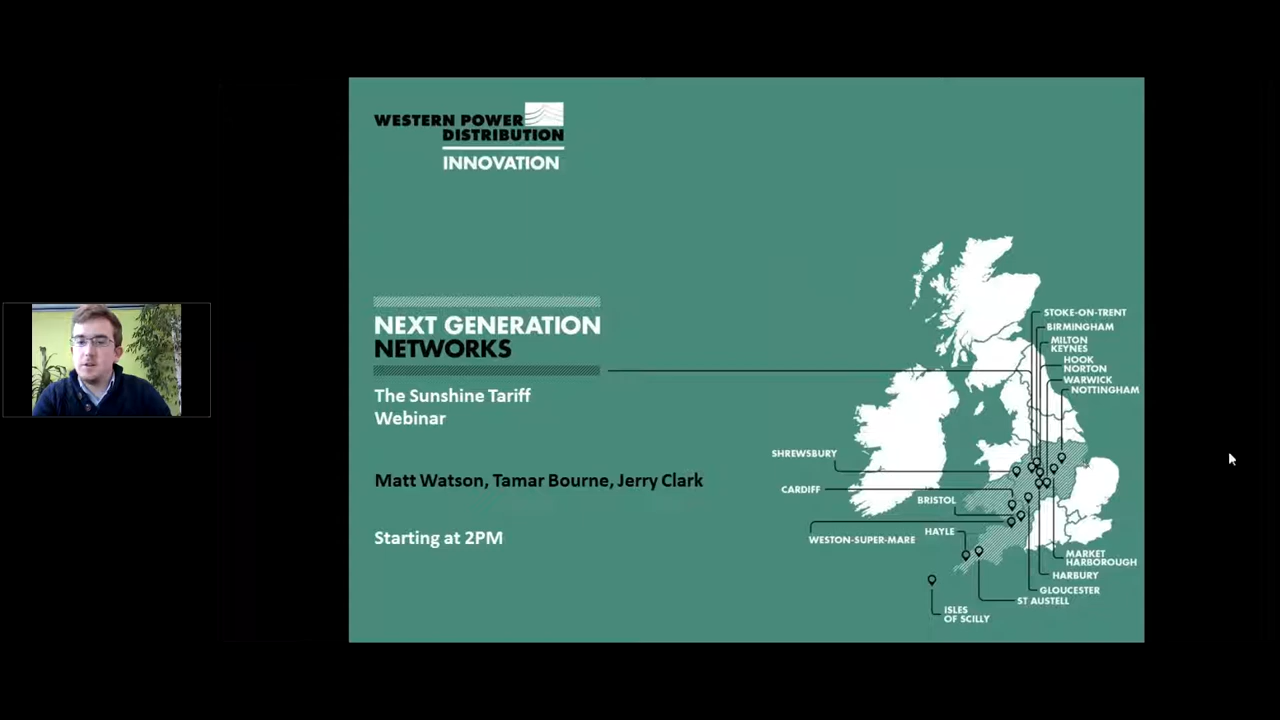 WESTERN POWER
DISTRIBUTION
INNOVATION
NEXT GENERATION
NETWORKS
The Sunshine Tariff
Webinar
Matt Watson, Tamar Bourne, Jerry Clark
Starting at 2PM
STOKE-ON-TRENT
BIRMINGHAM
MILTON
KEYNES
HOOK
NORTON
WARWICK
NOTTINGHAM
SHREWSBURY
CARDIFF
BRISTOL
HAYLE
WESTON-SUPER-MARE
MARKET
HARBOROUGH
HARBURY
GLOUCESTER
ST AUSTELL
ISLES
OF SCILLY